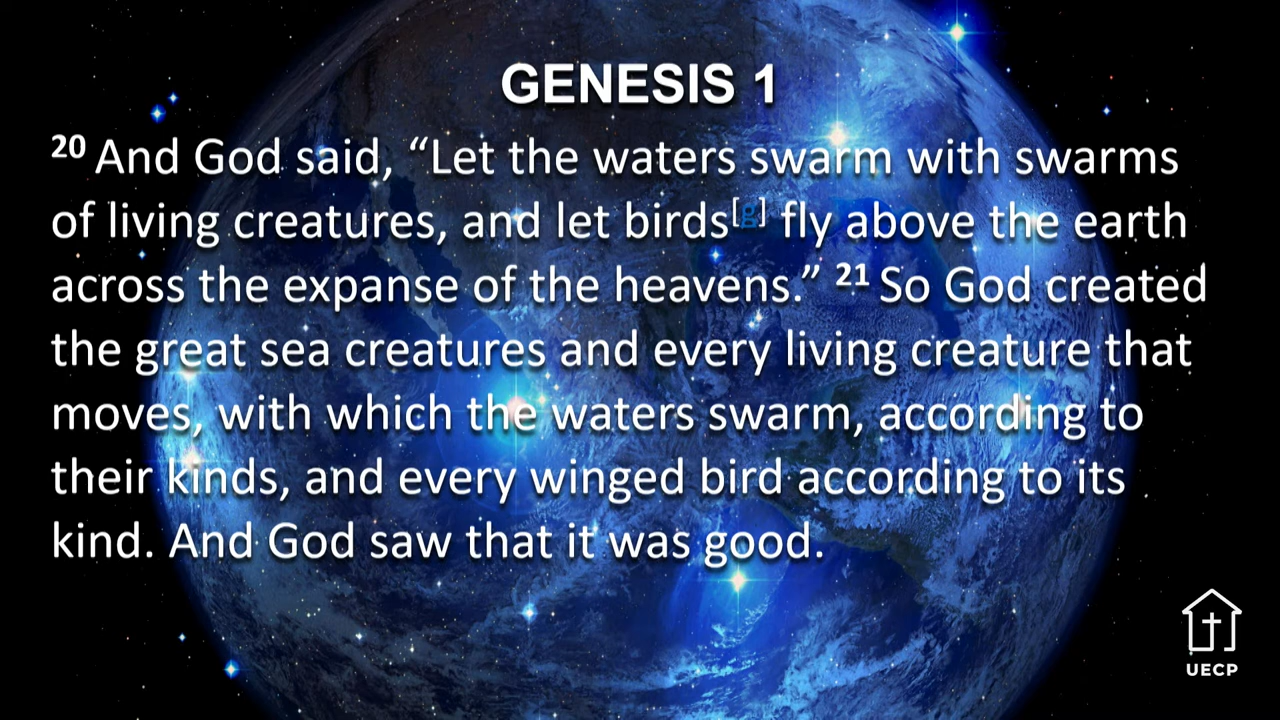 GENESIS 1
20 And God said, “Let the waters swarm with swarms
of living creatures, and let birds[g] fly above the earth
across the expanse of the heavens.” 21 So God created
the great sea creatures and every living creature that
moves, with which the waters swarm, according to
their kinds, and every winged bird according to its
kind. And God saw that it was good.
UECP